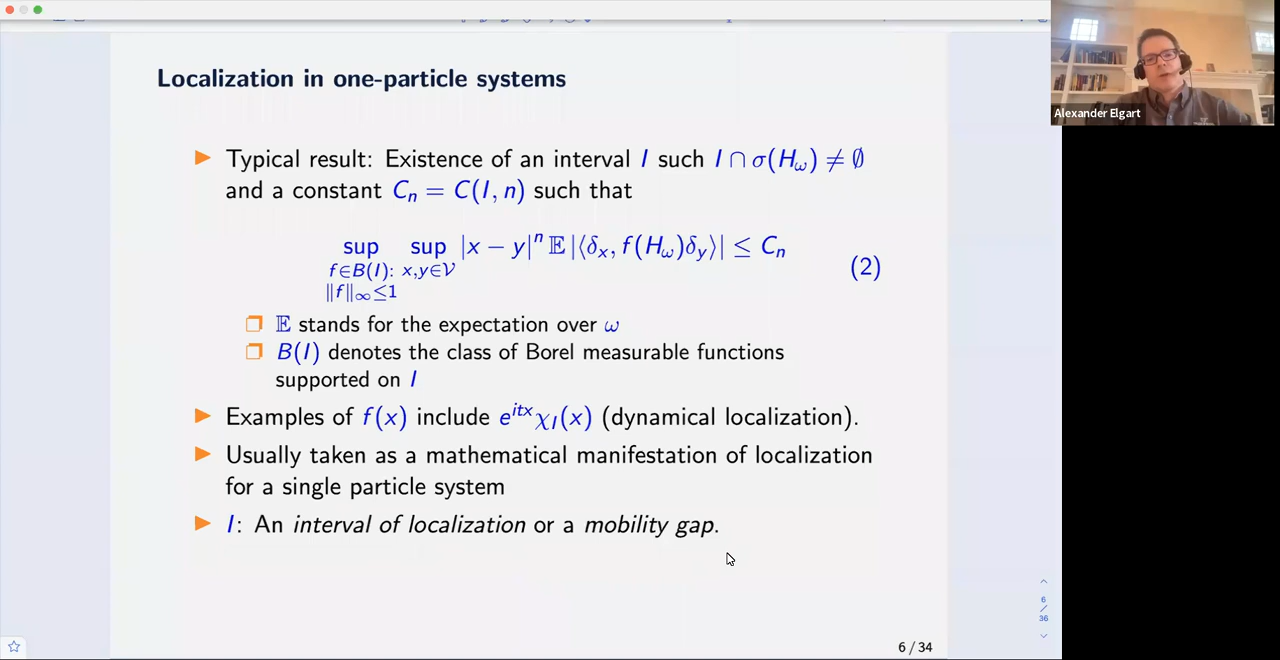 Alexander Elgart
Localization in one-particle systems
Typical result: Existence of an interval I such I ∩ σ(H_ω) ≠ ∅
and a constant C_n = C(I, n) such that
sup_{f∈B(I): ‖f‖_∞≤1} sup_{x,y∈𝒱} |x − y|^n 𝔼 |⟨δ_x, f(H_ω)δ_y⟩| ≤ C_n (2)
𝔼 stands for the expectation over ω
B(I) denotes the class of Borel measurable functions
supported on I
Examples of f(x) include e^{itx}χ_I(x) (dynamical localization).
Usually taken as a mathematical manifestation of localization
for a single particle system
I: An interval of localization or a mobility gap.
6
/
36
6 / 34